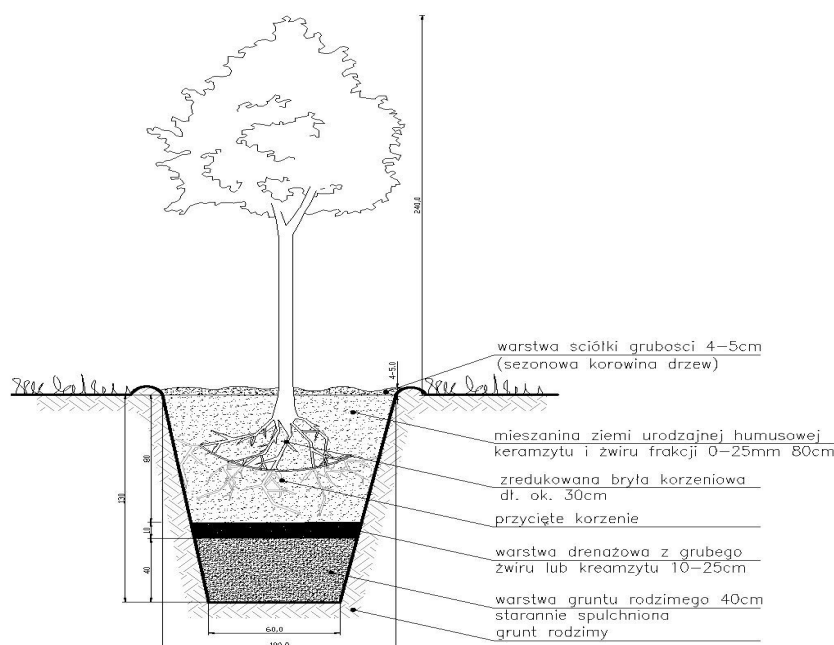 240,0
4-5,0
warstwa sciółki grubosci 4-5cm
(sezonowa korowina drzew)
mieszanina ziemi urodzajnej humusowej
keramzytu i żwiru frakcji 0-25mm 80cm
zredukowana bryła korzeniowa
dł. ok. 30cm
przycięte korzenie
warstwa drenażowa z grubego
żwiru lub kreamzytu 10-25cm
warstwa gruntu rodzimego 40cm
starannie spulchniona
grunt rodzimy
130
80
10
40
60,0